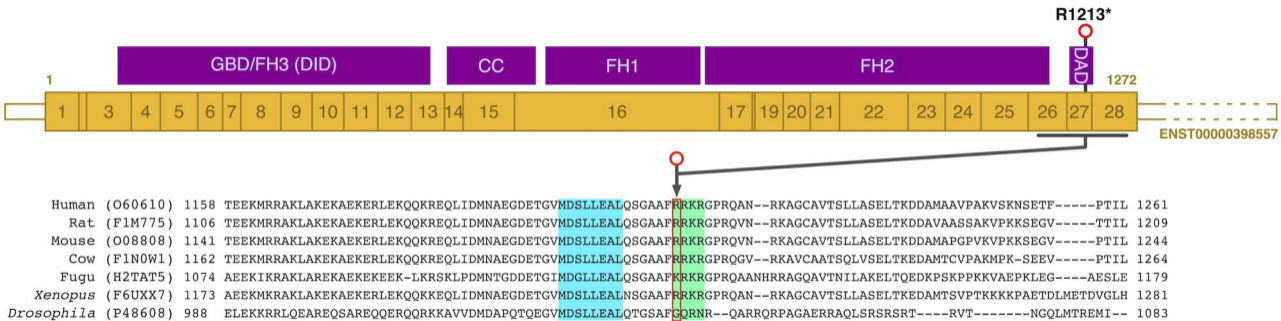 R1213*
GBD/FH3 (DID) CC FH1 FH2 DAD
1 1272
1 3 4 5 6 7 8 9 10 11 12 13 14 15 16 17 19 20 21 22 23 24 25 26 27 28
ENST00000398557
Human (O60610) 1158 TEEKMRRAKLAKEKAEKERLEKQQKREQLIDMNAEGDETGVMDSLLEALQSGAAFRRKRGPRQAN--RKAGCAVTSLLASELTKDDAMAAVPAKVSKNSETF-----PTIL 1261
Rat (F1M775) 1106 TEEKMRRAKLAKEKAEKERLEKQQKREQLIDMNAEGDETGVMDSLLEALQSGAAFRRKRGPRQVN--RKAGCAVTSLLASELTKDDAVAASSAKVPKKSEGV-----PTIL 1209
Mouse (O08808) 1141 TEEKMRRAKLAKEKAEKERLEKQQKREQLIDMNAEGDETGVMDSLLEALQSGAAFRRKRGPRQVN--RKAGCAVTSLLASELTKDDAMAPGPVKVPKKSEGV-----PTIL 1244
Cow (F1N0W1) 1162 TEEKMRRAKLAKEKAEKERLEKQQKREQLIDMNAEGDETGVMDSLLEALQSGAAFRRKRGPRQGV--RKAVCAATSQLVSELTKEDAMTCVPAKMPK-SEEV-----PTIL 1264
Fugu (H2TAT5) 1074 AEEKIKRAKLAREKAEKEKEEK-LKRSKLPDMNTGDDETGIMDGLLEALQSGAAFKRKRGPRQAANHRRAGQAVTNILAKELTQEDKPSKPPKKVAEPKLEG----AESLE 1179
Xenopus (F6UXX7) 1173 AEEKMRRAKLAKEKAEKERLEKQQKKEQLIDMNAEGDETGVMDSLLEALNSGAAFRRKRGPRQAN--RKAGCAVTSLLASELTKEDAMTSVPTKKKKPAETDLMETDVGLH 1281
Drosophila (P48608) 988 ELEKKRRLQEAREQSAREQQERQQRKKAVVDMDAPQTQEGVMDSLLEALQTGSAFGQRNR--QARRQRPAGAERRAQLSRSRSRT----RVT-----NGQLMTREMI-- 1083